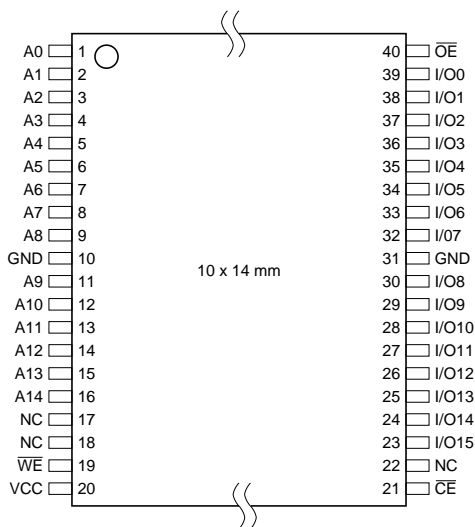 A0 1 40 O̅E̅
A1 2 39 I/O0
A2 3 38 I/O1
A3 4 37 I/O2
A4 5 36 I/O3
A5 6 35 I/O4
A6 7 34 I/O5
A7 8 33 I/O6
A8 9 32 I/07
GND 10 31 GND
10 x 14 mm
A9 11 30 I/O8
A10 12 29 I/O9
A11 13 28 I/O10
A12 14 27 I/O11
A13 15 26 I/O12
A14 16 25 I/O13
NC 17 24 I/O14
NC 18 23 I/O15
W̅E̅ 19 22 NC
VCC 20 21 C̅E̅